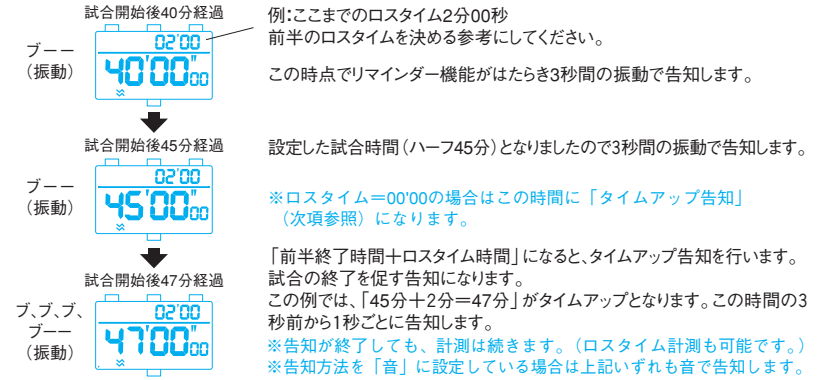 試合開始後40分経過
ブーー
（振動）
02'00
40'00"00
例：ここまでのロスタイム2分00秒
前半のロスタイムを決める参考にしてください。
この時点でリマインダー機能がはたらき3秒間の振動で告知します。
試合開始後45分経過
ブーー
（振動）
02'00
45'00"00
設定した試合時間（ハーフ45分）となりましたので3秒間の振動で告知します。
※ロスタイム＝00'00の場合はこの時間に「タイムアップ告知」
（次項参照）になります。
試合開始後47分経過
ブ、ブ、ブ、
ブーー
（振動）
02'00
47'00"00
「前半終了時間＋ロスタイム時間」になると、タイムアップ告知を行います。
試合の終了を促す告知になります。
この例では、「45分＋2分＝47分」がタイムアップとなります。この時間の3
秒前から1秒ごとに告知します。
※告知が終了しても、計測は続きます。（ロスタイム計測も可能です。）
※告知方法を「音」に設定している場合は上記いずれも音で告知します。